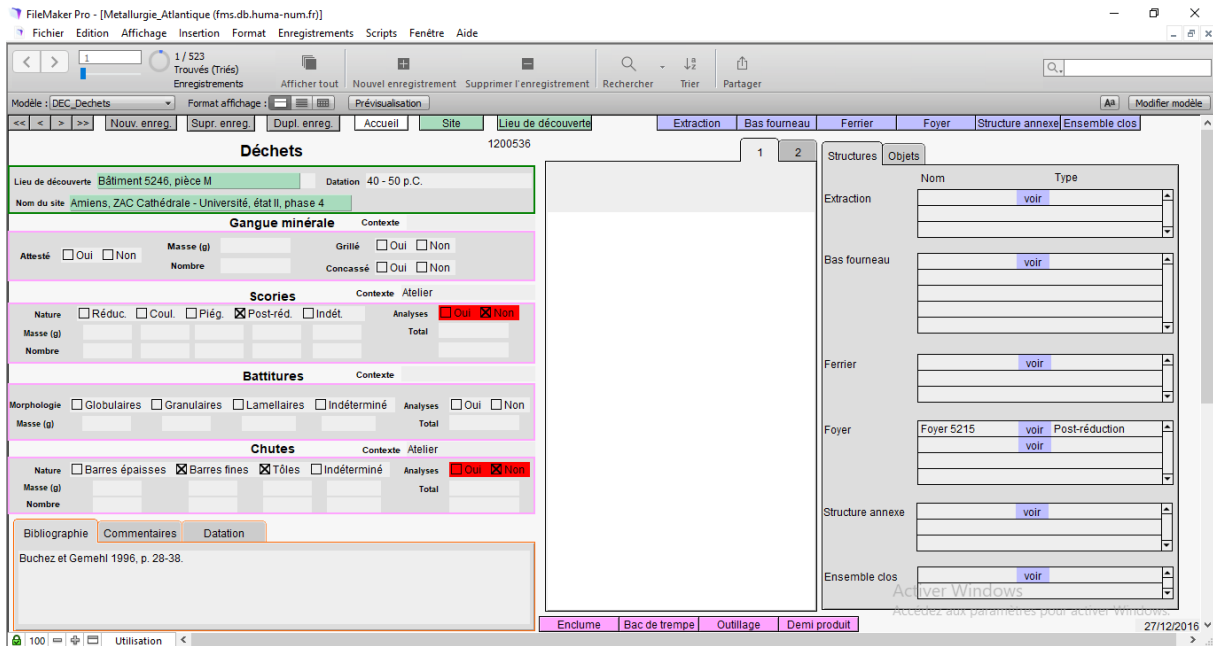 FileMaker Pro - [Metallurgie_Atlantique (fms.db.huma-num.fr)]
Fichier Edition Affichage Insertion Format Enregistrements Scripts Fenêtre Aide
1
1 / 523
Trouvés (Triés)
Enregistrements
Afficher tout Nouvel enregistrement Supprimer l'enregistrement Rechercher Trier Partager
Modèle : DEC_Dechets Format affichage : Prévisualisation Aa Modifier modèle
<< < > >> Nouv. enreg. Supr. enreg. Dupl. enreg. Accueil Site Lieu de découverte Extraction Bas fourneau Ferrier Foyer Structure annexe Ensemble clos
Déchets
1200536
Lieu de découverte Bâtiment 5246, pièce M Datation 40 - 50 p.C.
Nom du site Amiens, ZAC Cathédrale - Université, état II, phase 4
Gangue minérale Contexte
Attesté Oui Non
Masse (g)
Nombre
Grillé Oui Non
Concassé Oui Non
Scories Contexte Atelier
Nature Réduc. Coul. Piég. Post-réd. Indét. Analyses Oui Non
Masse (g) Total
Nombre
Battitures Contexte
Morphologie Globulaires Granulaires Lamellaires Indéterminé Analyses Oui Non
Masse (g) Total
Chutes Contexte Atelier
Nature Barres épaisses Barres fines Tôles Indéterminé Analyses Oui Non
Masse (g) Total
Nombre
Bibliographie Commentaires Datation
Buchez et Gemehl 1996, p. 28-38.
1 2
Structures Objets
Nom Type
Extraction voir
Bas fourneau voir
Ferrier voir
Foyer Foyer 5215 voir Post-réduction
voir
Structure annexe voir
Ensemble clos voir
Activer Windows
Accédez aux paramètres pour activer Windows.
Enclume Bac de trempe Outillage Demi produit
27/12/2016
100 Utilisation